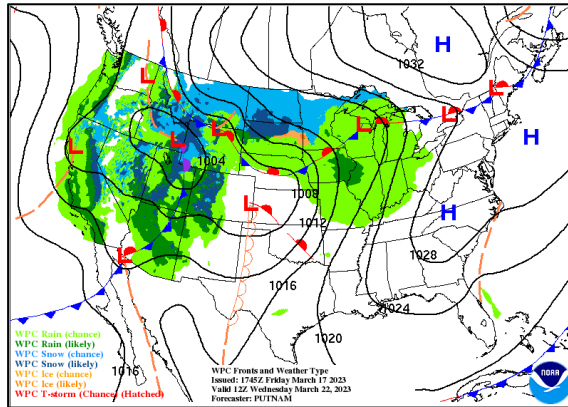 H
1032
L
L
L
L
L
L
L
H
L
1004
1008
L
H
1012
L
1028
1016
1024
1020
1016
WPC Rain (chance)
WPC Rain (likely)
WPC Snow (chance)
WPC Snow (likely)
WPC Ice (chance)
WPC Ice (likely)
WPC T-storm (Chance) (Hatched)
WPC Fronts and Weather Type
Issued: 1745Z Friday March 17 2023
Valid 12Z Wednesday March 22, 2023
Forecaster: PUTNAM
NOAA